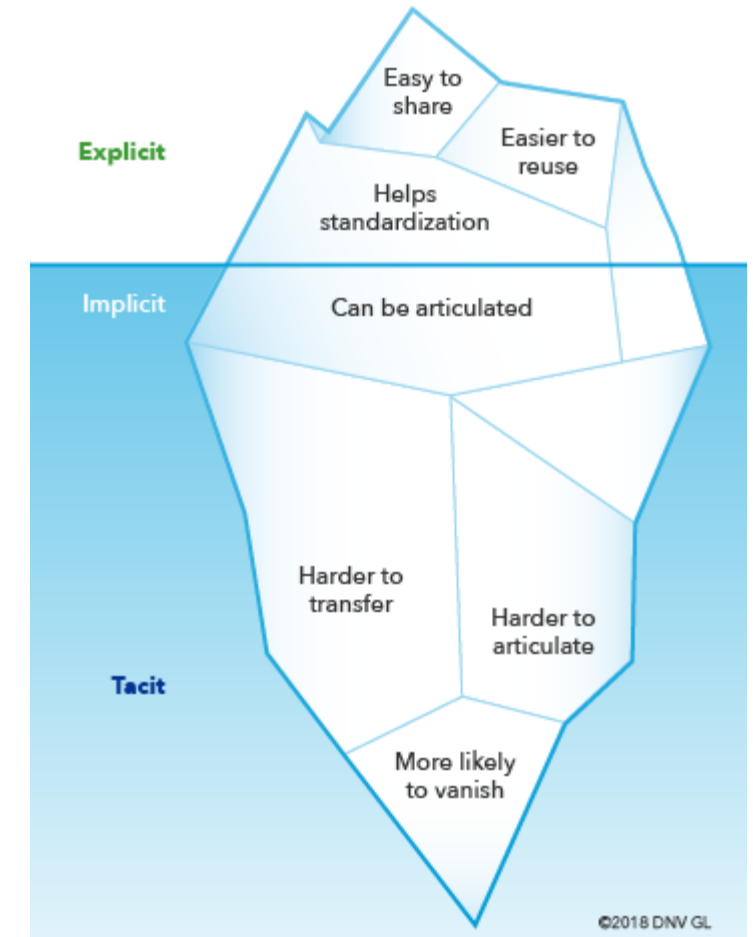 Easy to
share
Explicit
Easier to
reuse
Helps
standardization
Implicit
Can be articulated
Harder to
transfer
Harder to
articulate
Tacit
More likely
to vanish
©2018 DNV GL